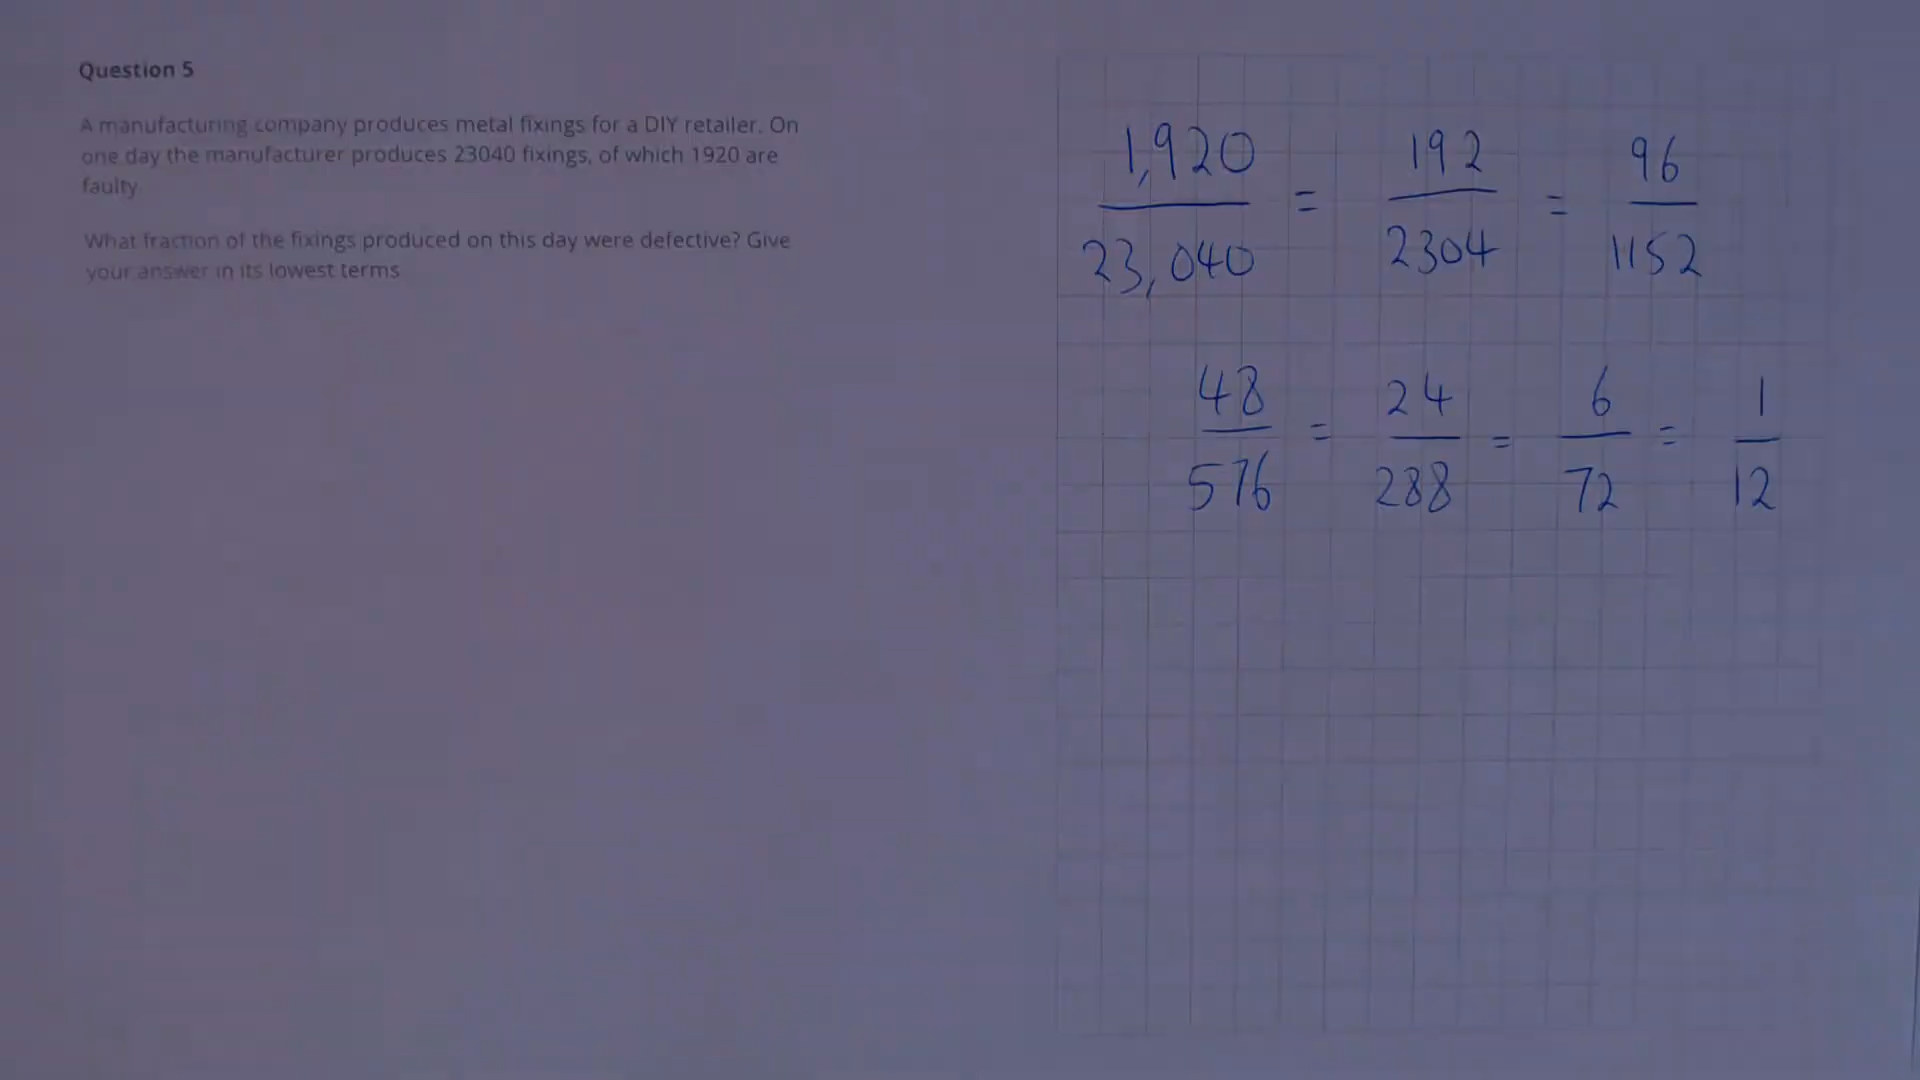 Question 5
A manufacturing company produces metal fixings for a DIY retailer. On
one day the manufacturer produces 23040 fixings, of which 1920 are
faulty.
What fraction of the fixings produced on this day were defective? Give
your answer in its lowest terms
1,920/23,040 = 192/2304 = 96/1152
48/576 = 24/288 = 6/72 = 1/12